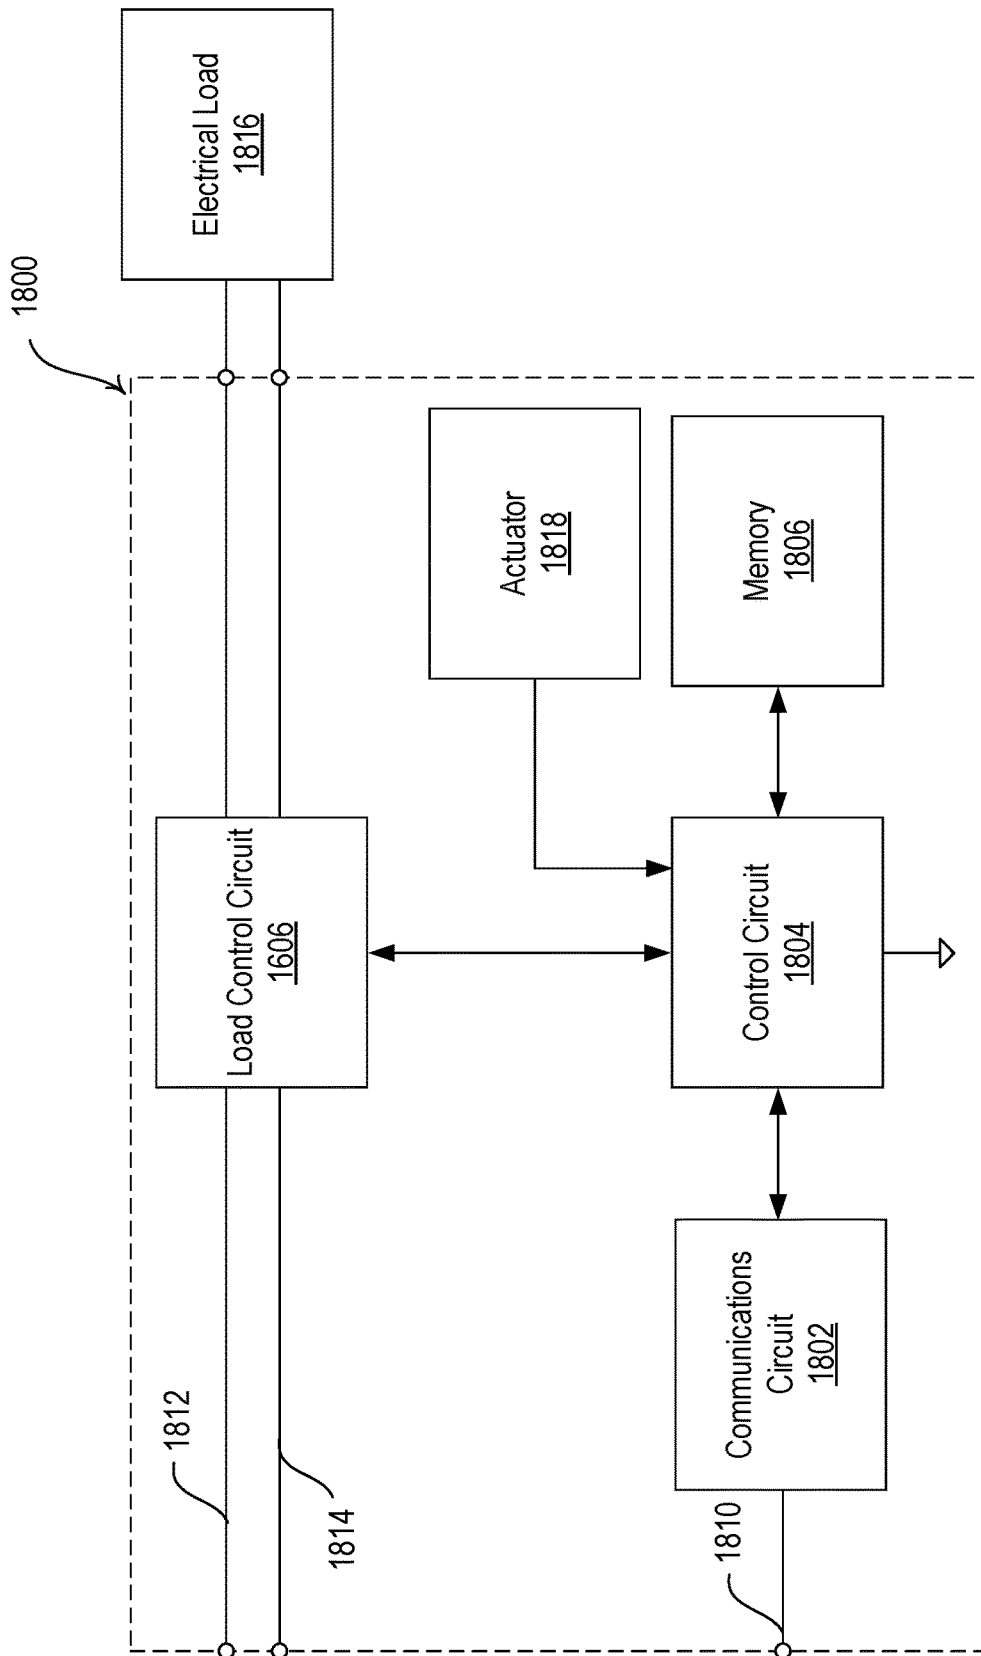 1800
Electrical Load
1816
Load Control Circuit
1606
Actuator
1818
Memory
1806
Control Circuit
1804
Communications
Circuit
1802
1812
1814
1810